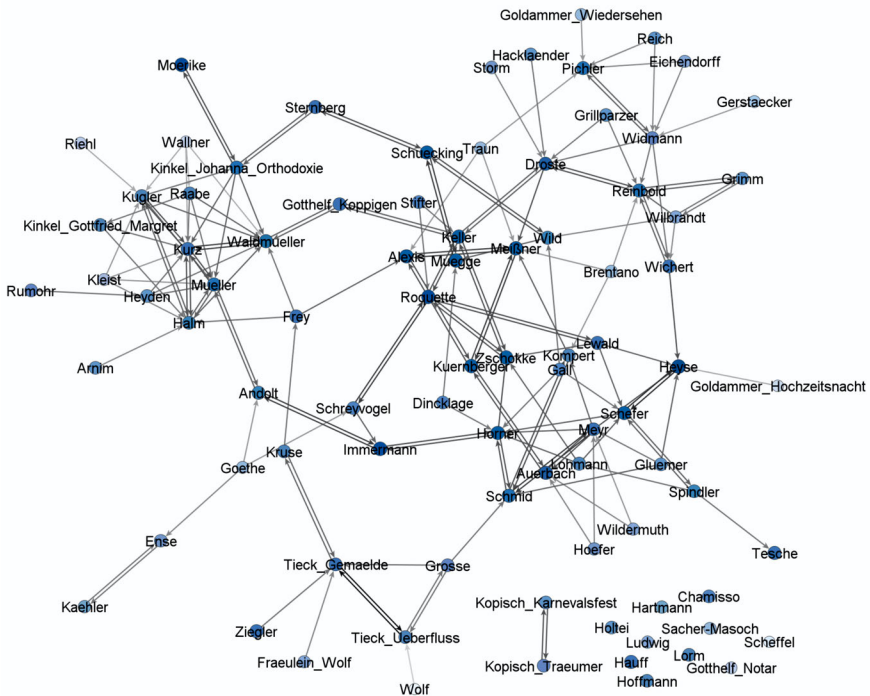 Goldammer_Wiedersehen
Reich
Hacklaender
Eichendorff
Moerike
Storm
Pichler
Gerstaecker
Sternberg
Grillparzer
Widmann
Riehl
Wallner
Schuecking
Traun
Kinkel_Johanna_Orthodoxie
Droste
Grimm
Kugler
Raabe
Reinbold
Gotthelf_Koppigen
Stifter
Wilbrandt
Kinkel_Gottfried_Margret
Waldmueller
Keller
Wild
Kurz
Meißner
Alexis
Muegge
Wichert
Brentano
Kleist
Mueller
Rumohr
Heyden
Roquette
Halm
Frey
Lewald
Zschokke
Kompert
Arnim
Kuernberger
Gall
Heyse
Goldammer_Hochzeitsnacht
Andolt
Schreyvogel
Dincklage
Schefer
Horner
Meyr
Kruse
Immermann
Goethe
Lohmann
Gluemer
Auerbach
Schmid
Spindler
Wildermuth
Ense
Hoefer
Tesche
Tieck_Gemaelde
Grosse
Kaehler
Kopisch_Karnevalsfest
Chamisso
Hartmann
Ziegler
Tieck_Ueberfluss
Holtei
Sacher-Masoch
Ludwig
Scheffel
Fraeulein_Wolf
Kopisch_Traeumer
Hauff
Lorm
Gotthelf_Notar
Hoffmann
Wolf